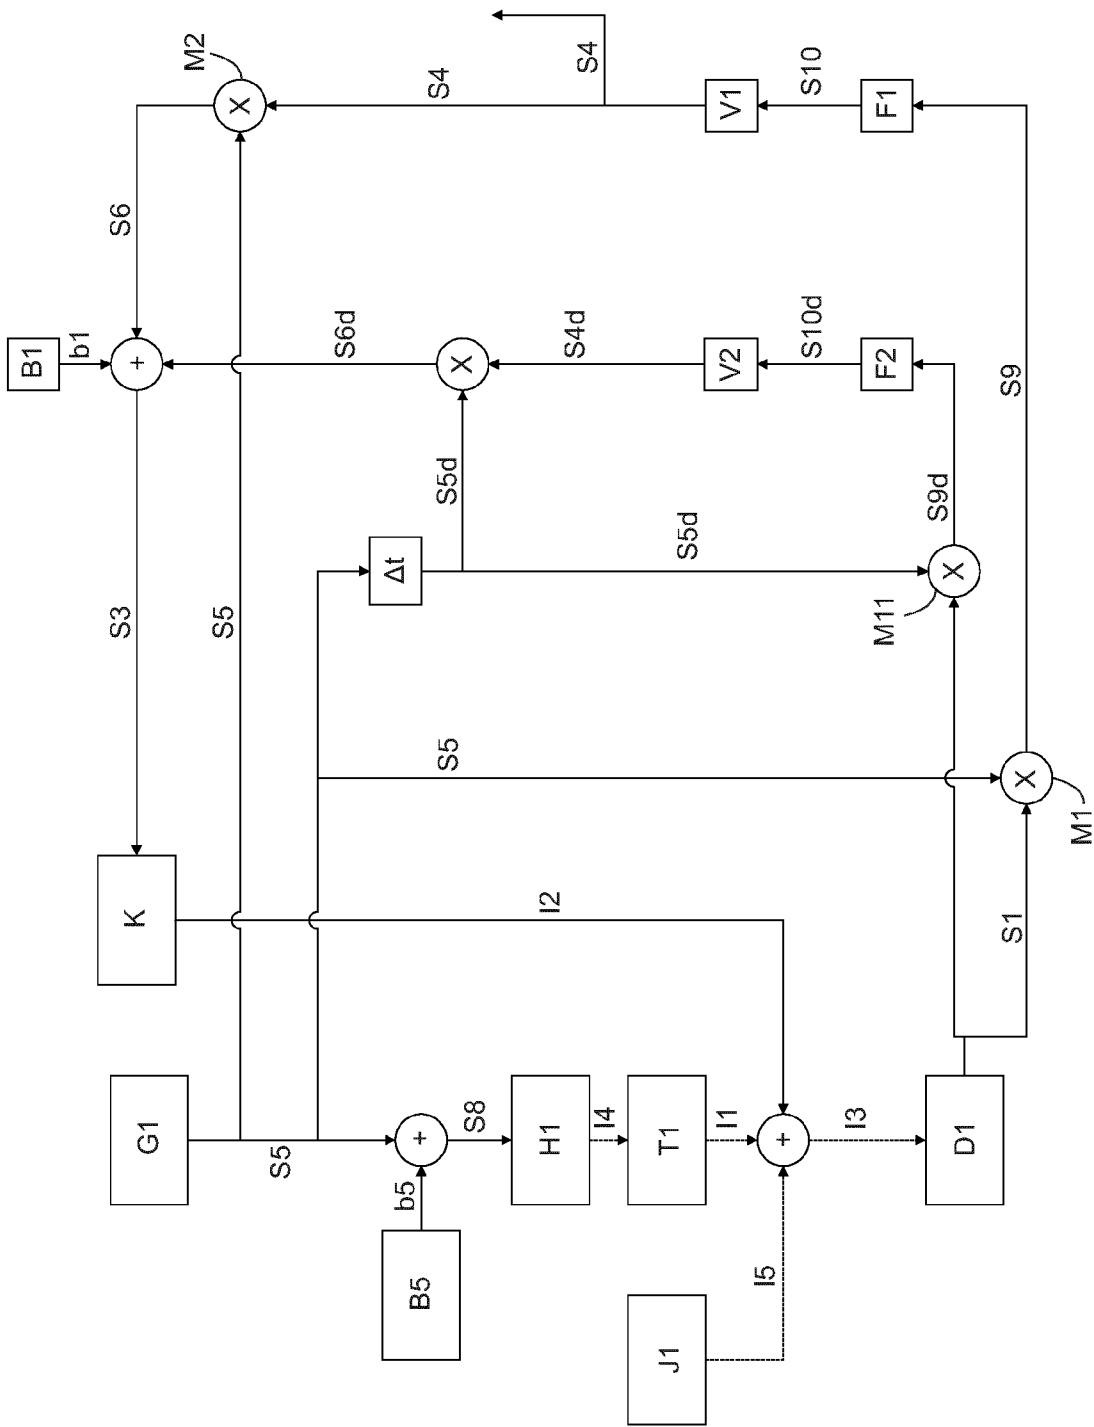 B1
b1
G1
K
S3
+
S6
M2
S5
X
S5
S6d
Δt
b5
B5
+
S5
S5d
S4
X
S8
H1
I2
S4d
S4
I4
J1
T1
S5d
I1
V2
V1
I5
+
S10d
S10
I3
M11
F2
F1
S9d
X
D1
S1
S9
X
M1